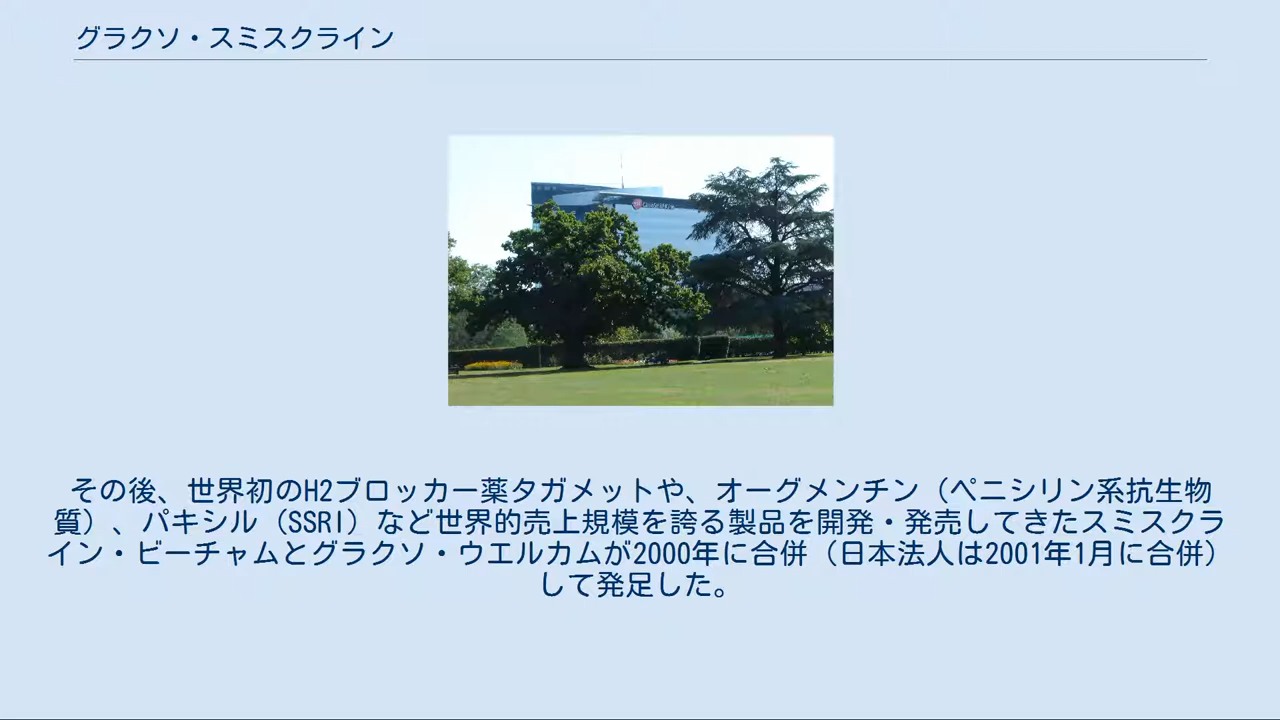 グラクソ・スミスクライン
その後、世界初のH2ブロッカー薬タガメットや、オーグメンチン（ペニシリン系抗生物
質）、パキシル（SSRI）など世界的売上規模を誇る製品を開発・発売してきたスミスクラ
イン・ビーチャムとグラクソ・ウエルカムが2000年に合併（日本法人は2001年1月に合併）
して発足した。